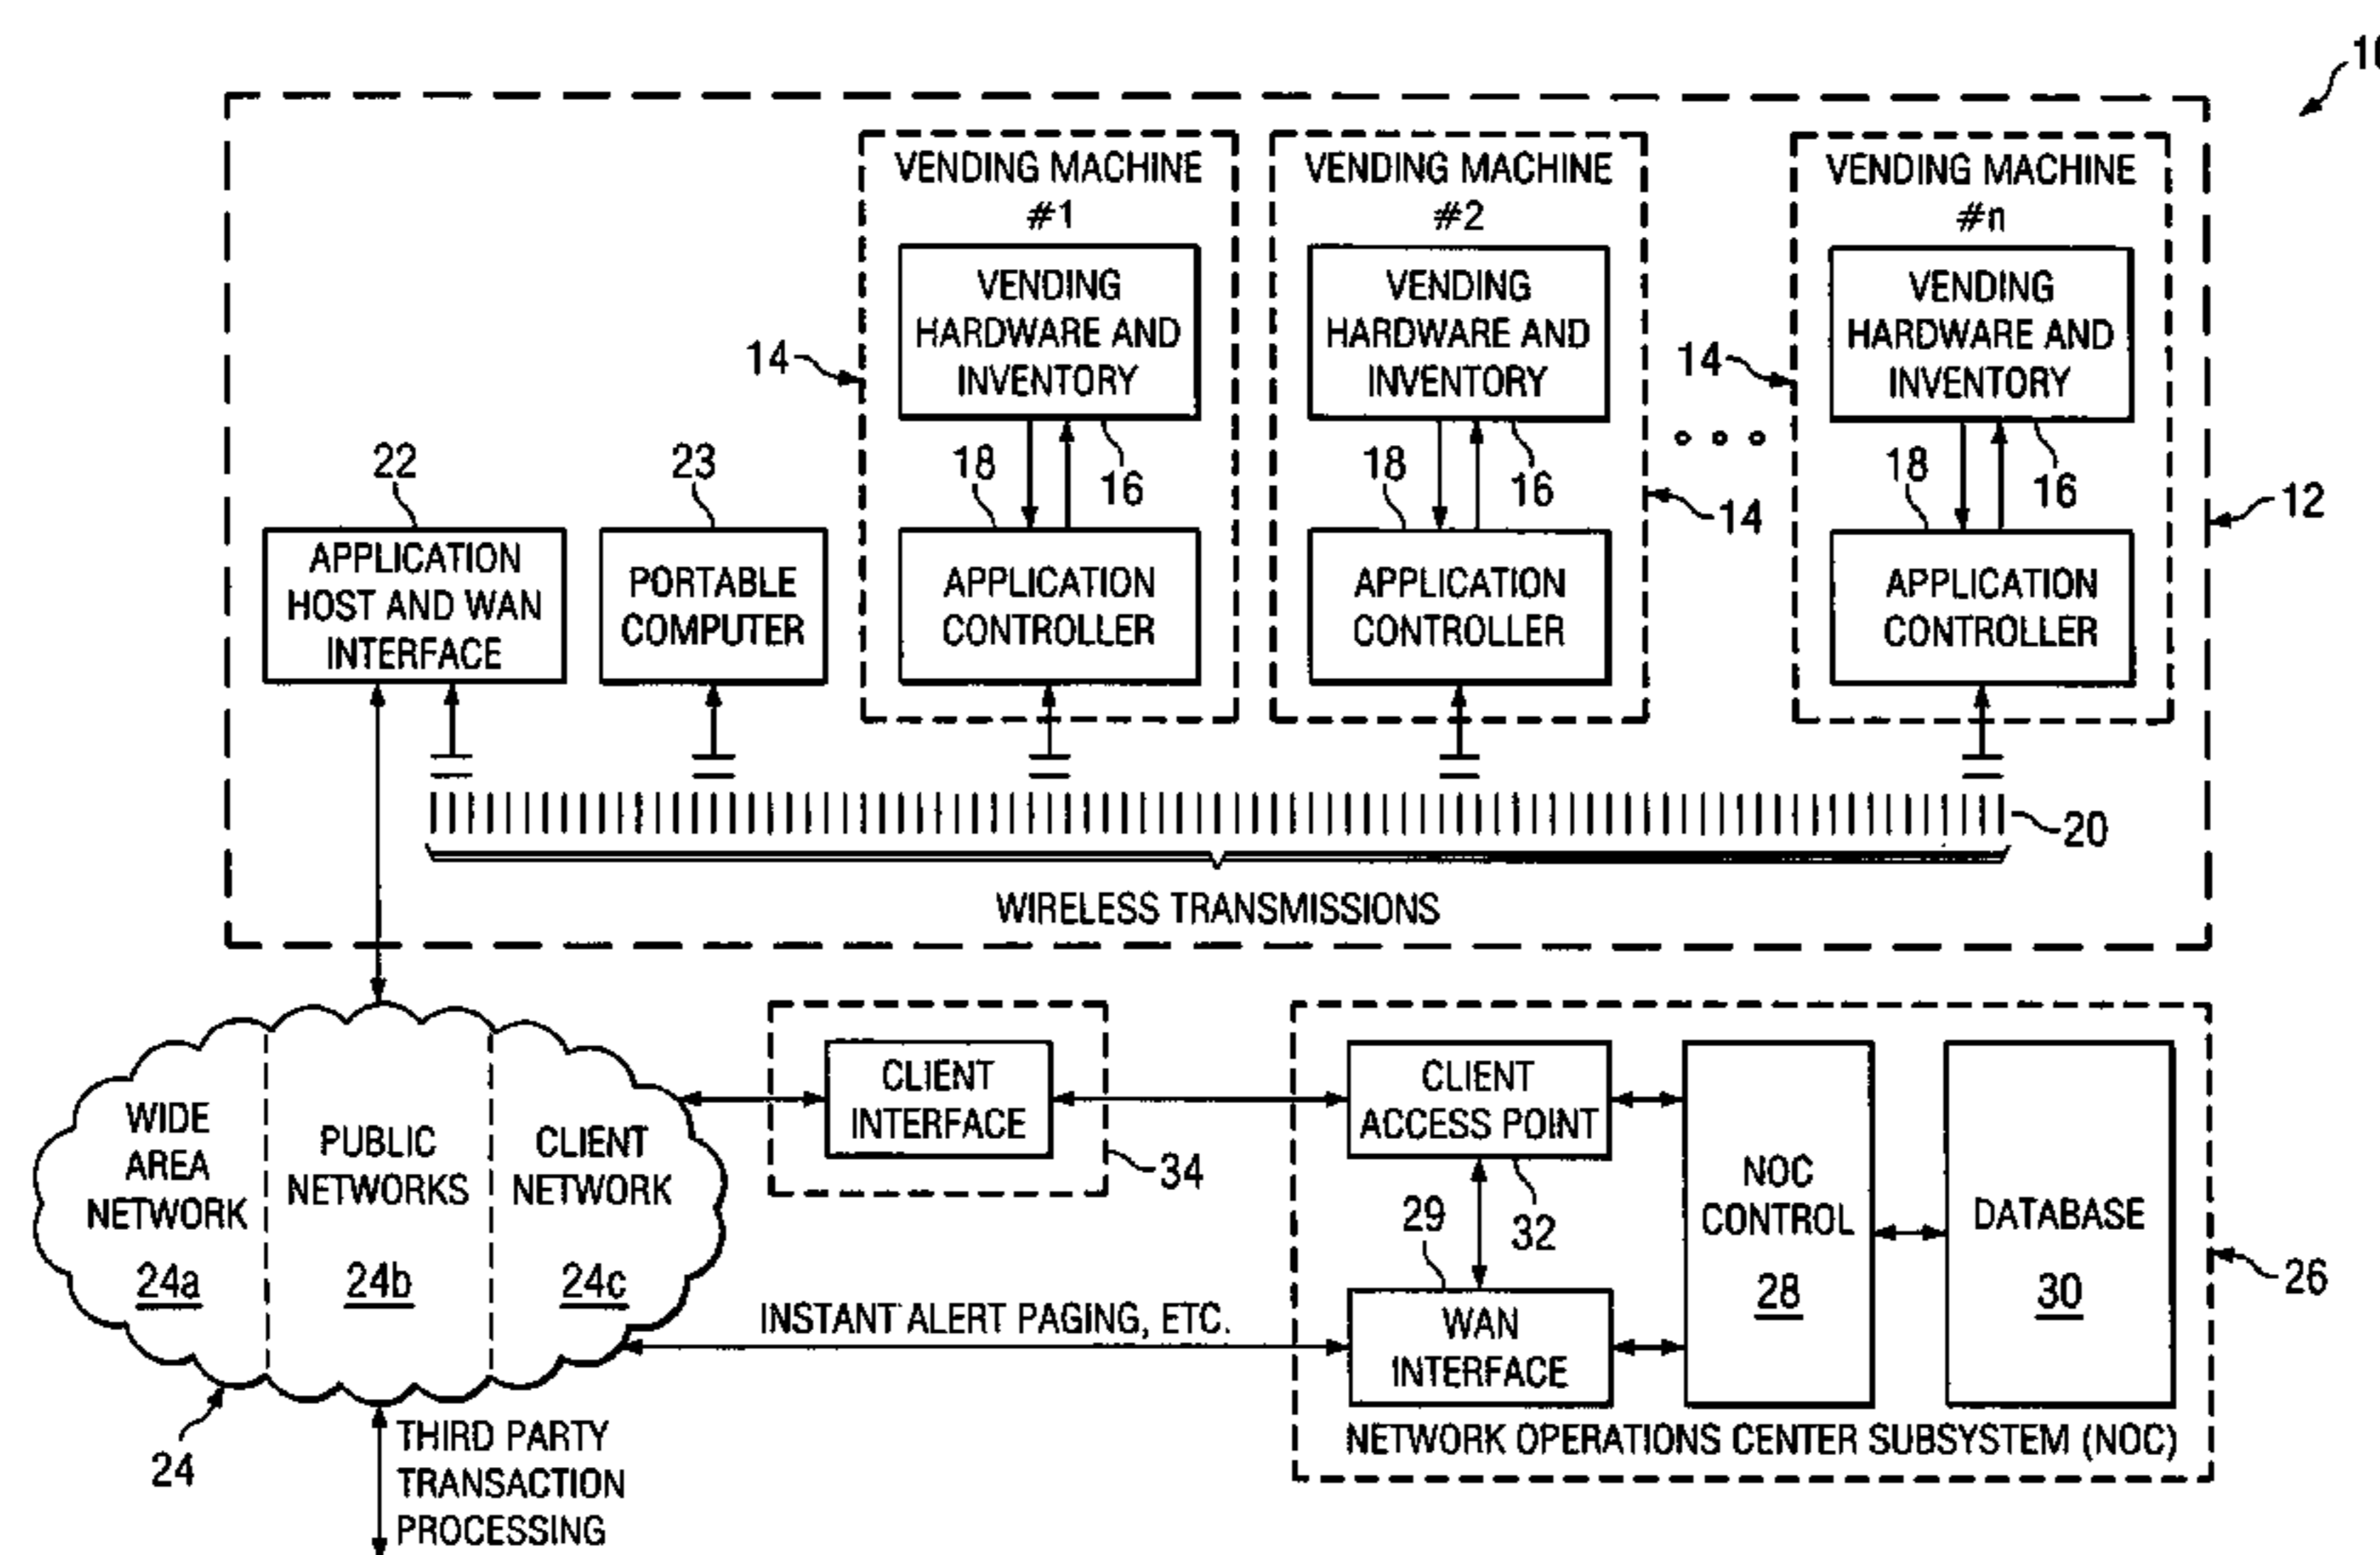 10
VENDING MACHINE
#1
VENDING
HARDWARE AND
INVENTORY
14
18
16
APPLICATION
CONTROLLER
VENDING MACHINE
#2
VENDING
HARDWARE AND
INVENTORY
18
16
14
APPLICATION
CONTROLLER
VENDING MACHINE
#n
VENDING
HARDWARE AND
INVENTORY
14
18
16
12
APPLICATION
CONTROLLER
22
APPLICATION
HOST AND WAN
INTERFACE
23
PORTABLE
COMPUTER
20
WIRELESS TRANSMISSIONS
WIDE
AREA
NETWORK
24a
PUBLIC
NETWORKS
24b
CLIENT
NETWORK
24c
24
THIRD PARTY
TRANSACTION
PROCESSING
CLIENT
INTERFACE
34
INSTANT ALERT PAGING, ETC.
CLIENT
ACCESS POINT
32
29
WAN
INTERFACE
NOC
CONTROL
28
DATABASE
30
26
NETWORK OPERATIONS CENTER SUBSYSTEM (NOC)